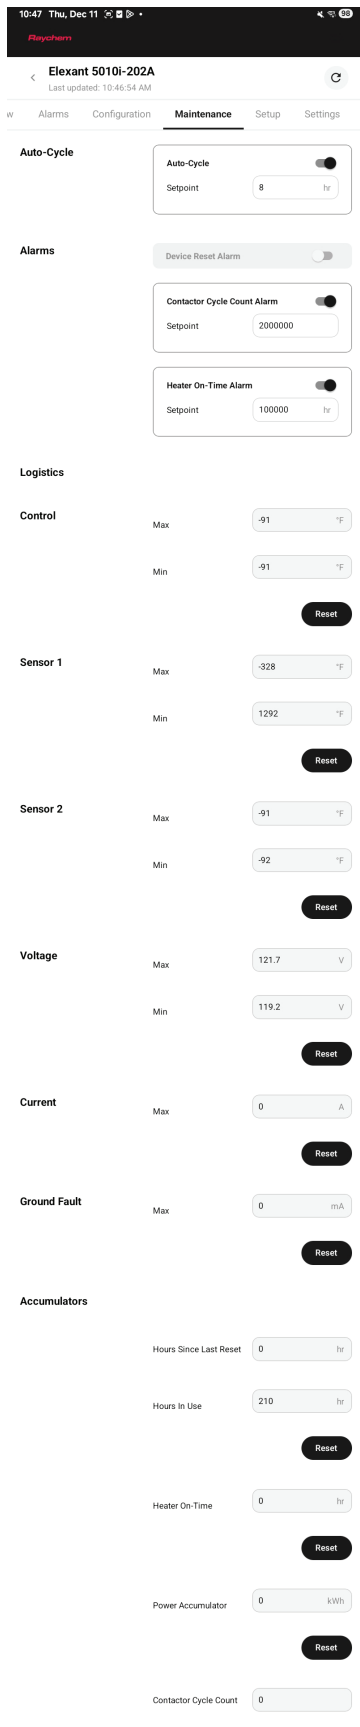 10:47 Thu, Dec 11
98
Raychem
Elexant 5010i-202A
Last updated: 10:46:54 AM
w Alarms Configuration Maintenance Setup Settings
Auto-Cycle
Auto-Cycle
Setpoint 8 hr
Alarms
Device Reset Alarm
Contactor Cycle Count Alarm
Setpoint 2000000
Heater On-Time Alarm
Setpoint 100000 hr
Logistics
Control
Max -91 °F
Min -91 °F
Reset
Sensor 1
Max -328 °F
Min 1292 °F
Reset
Sensor 2
Max -91 °F
Min -92 °F
Reset
Voltage
Max 121.7 V
Min 119.2 V
Reset
Current
Max 0 A
Reset
Ground Fault
Max 0 mA
Reset
Accumulators
Hours Since Last Reset 0 hr
Hours In Use 210 hr
Reset
Heater On-Time 0 hr
Reset
Power Accumulator 0 kWh
Reset
Contactor Cycle Count 0